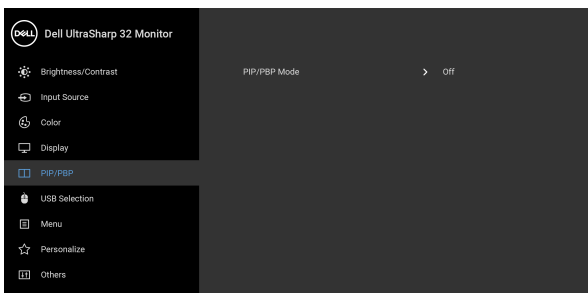 DELL Dell UltraSharp 32 Monitor
Brightness/Contrast
PIP/PBP Mode
Off
Input Source
Color
Display
PIP/PBP
USB Selection
Menu
Personalize
Others